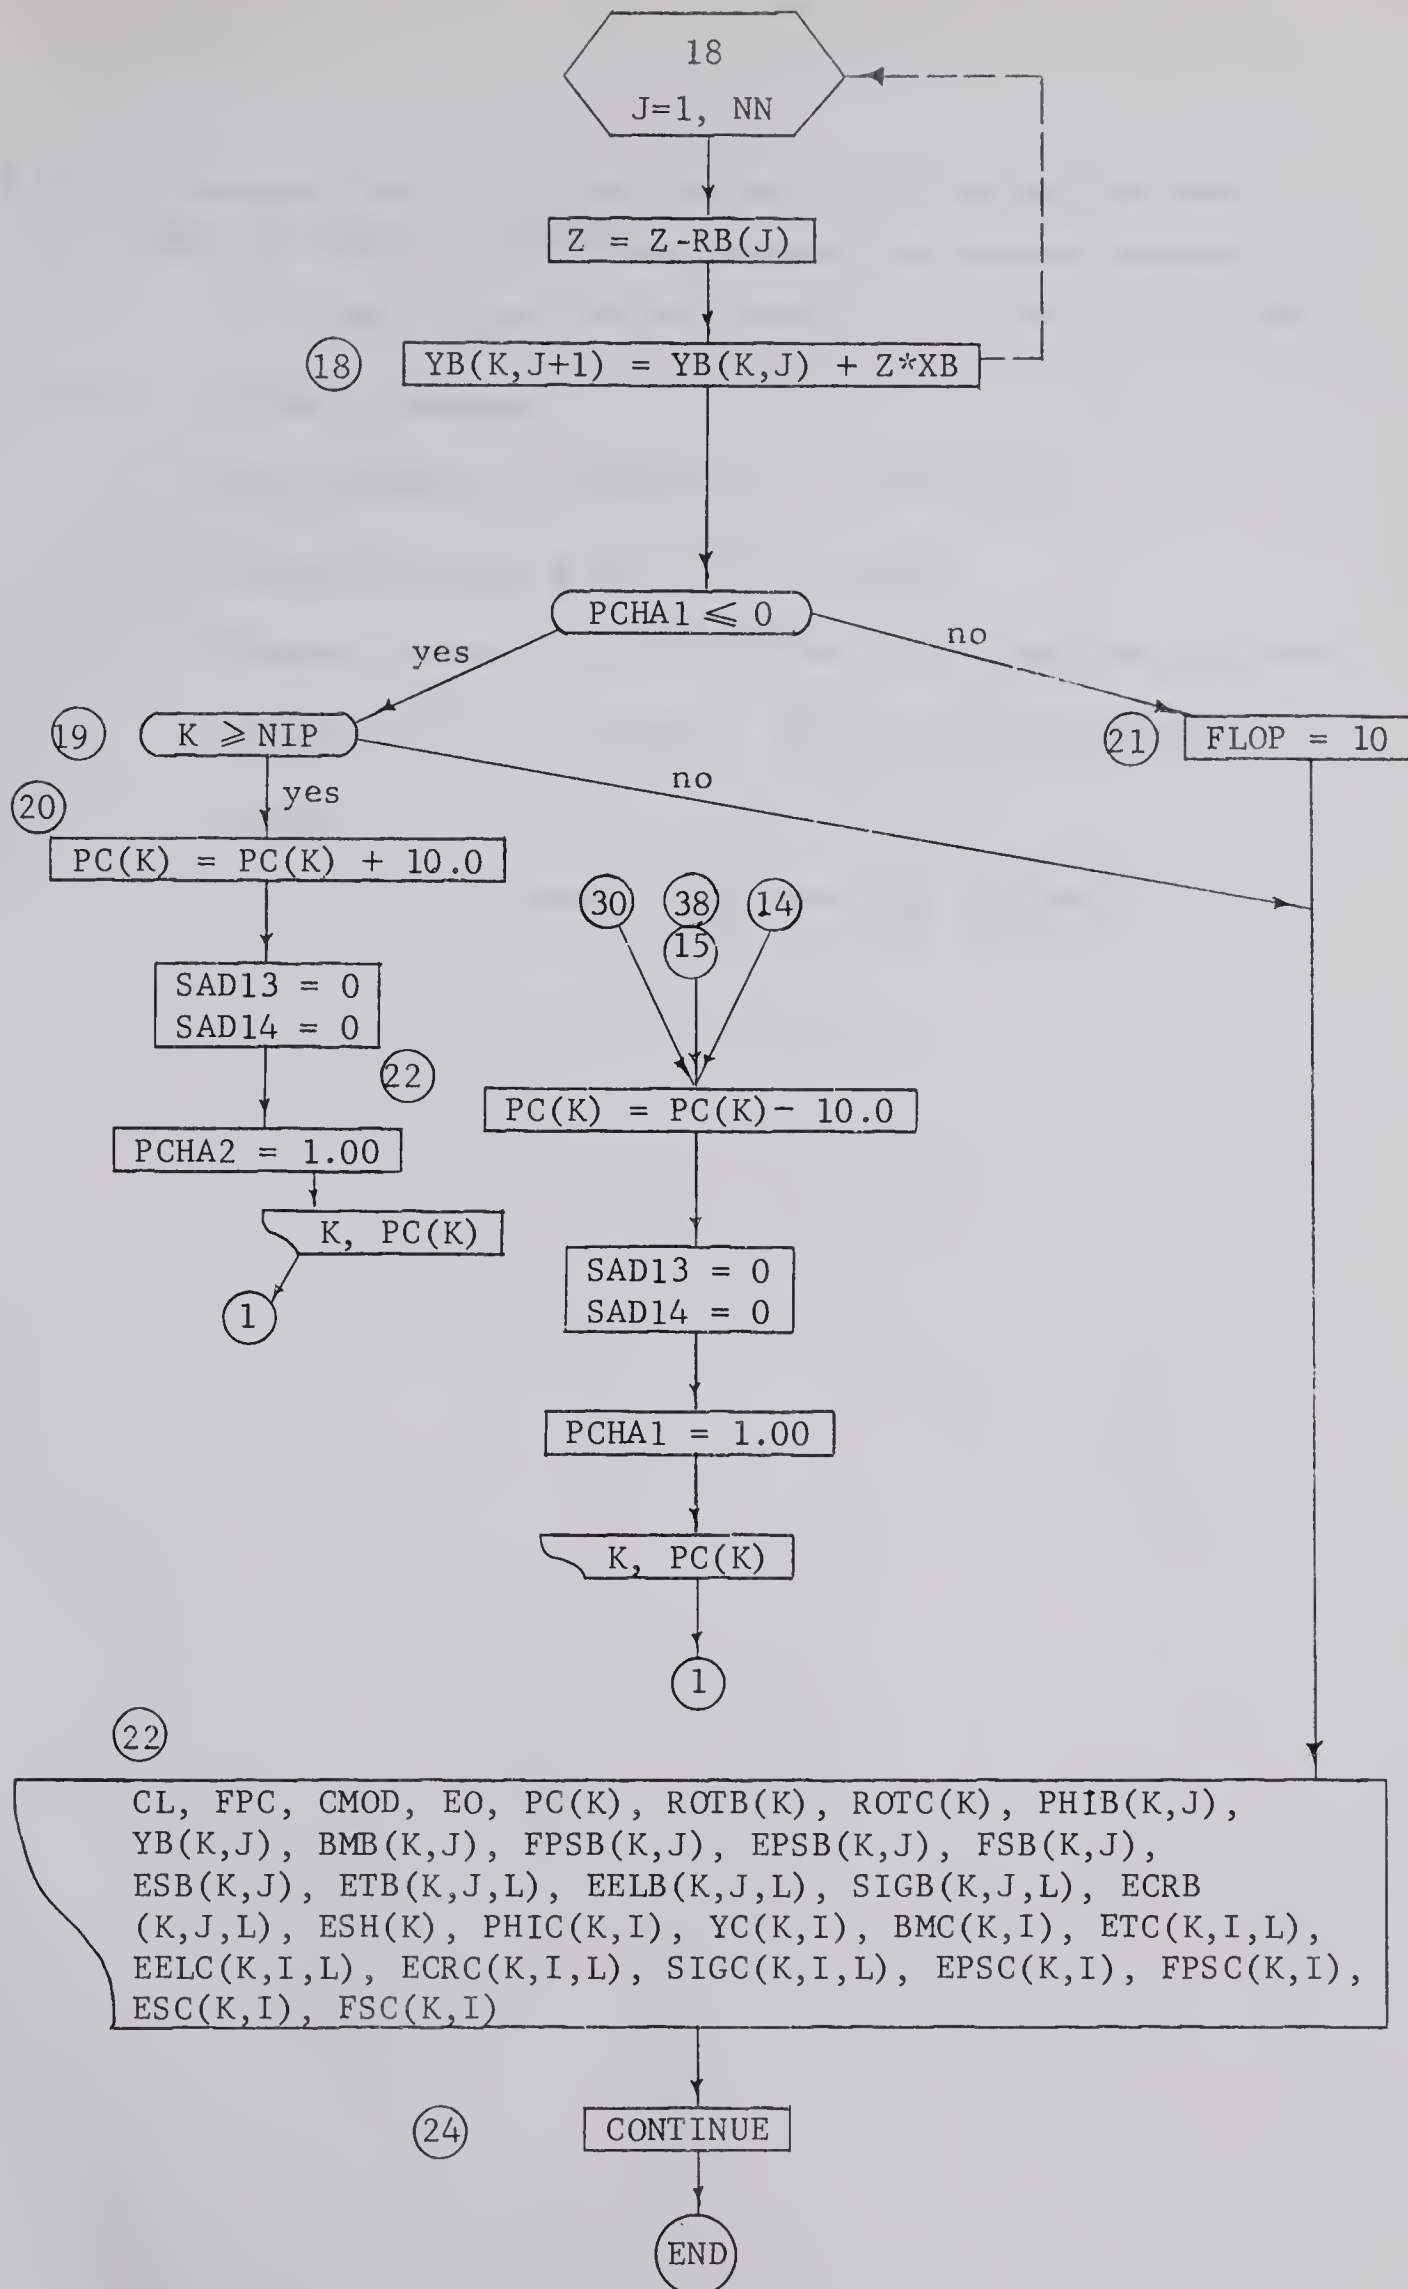 18
J=1, NN
Z = Z-RB(J)
18
YB(K,J+1) = YB(K,J) + Z*XB
PCHA1 ⩽ 0
yes
no
19
K ⩾ NIP
21
FLOP = 10
yes
no
20
PC(K) = PC(K) + 10.0
30
38
14
15
SAD13 = 0
SAD14 = 0
22
PC(K) = PC(K)- 10.0
PCHA2 = 1.00
K, PC(K)
1
SAD13 = 0
SAD14 = 0
PCHA1 = 1.00
K, PC(K)
1
22
CL, FPC, CMOD, EO, PC(K), ROTB(K), ROTC(K), PHIB(K,J),
YB(K,J), BMB(K,J), FPSB(K,J), EPSB(K,J), FSB(K,J),
ESB(K,J), ETB(K,J,L), EELB(K,J,L), SIGB(K,J,L), ECRB
(K,J,L), ESH(K), PHIC(K,I), YC(K,I), BMC(K,I), ETC(K,I,L),
EELC(K,I,L), ECRC(K,I,L), SIGC(K,I,L), EPSC(K,I), FPSC(K,I),
ESC(K,I), FSC(K,I)
24
CONTINUE
END